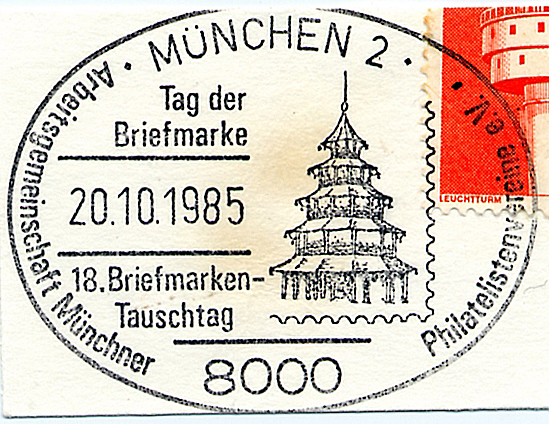 · MÜNCHEN 2 ·
Tag der
Briefmarke
20.10.1985
18. Briefmarken-
Tauschtag
8000
Arbeitsgemeinschaft Münchner
Philatelistenvereine e.V.
LEUCHTTURM